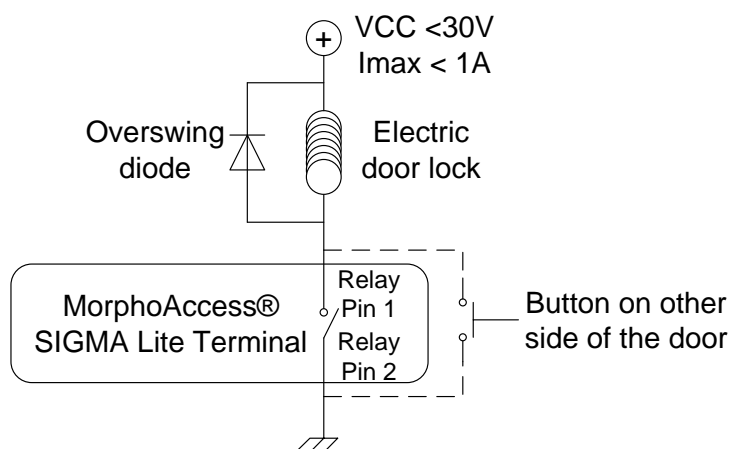 +
VCC <30V
Imax < 1A
Overswing
diode
Electric
door lock
MorphoAccess®
SIGMA Lite Terminal
Relay
Pin 1
Relay
Pin 2
Button on other
side of the door